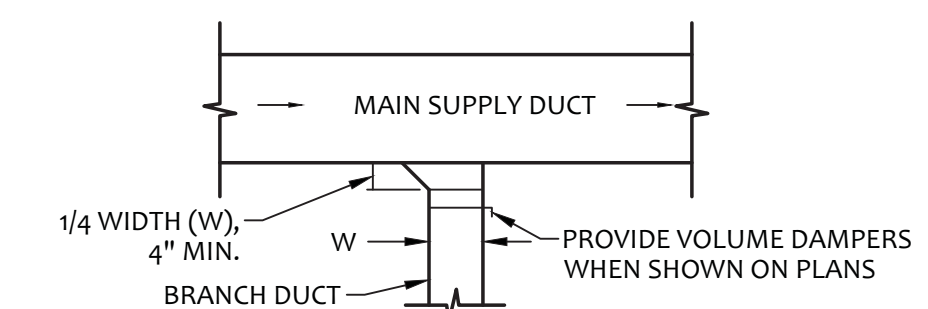 MAIN SUPPLY DUCT
1/4 WIDTH (W),
4" MIN.
W
PROVIDE VOLUME DAMPERS
WHEN SHOWN ON PLANS
BRANCH DUCT